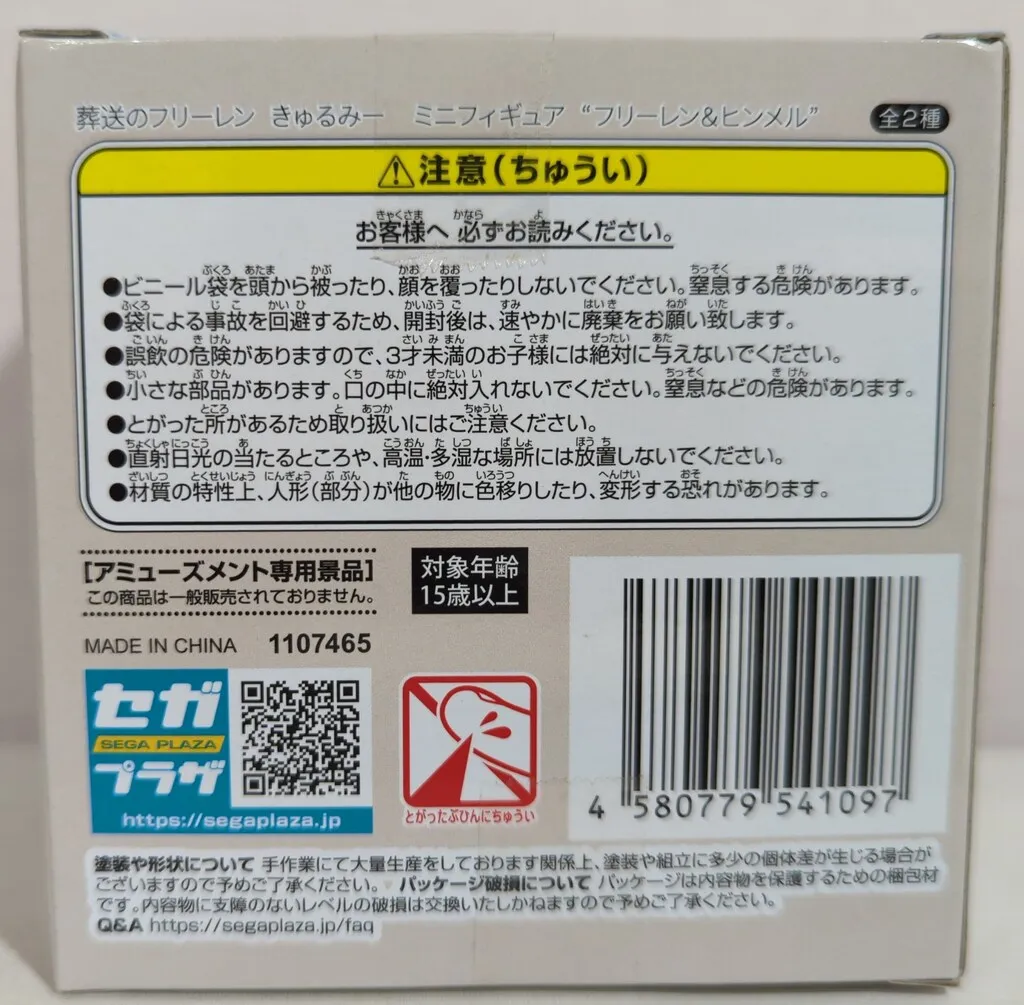 葬送のフリーレン きゅるみー ミニフィギュア “フリーレン&ヒンメル” 全2種
⚠注意(ちゅうい)
お客様へ 必ずお読みください。
●ビニール袋を頭から被ったり、顔を覆ったりしないでください。窒息する危険があります。
●袋による事故を回避するため、開封後は、速やかに廃棄をお願い致します。
●誤飲の危険がありますので、3才未満のお子様には絶対に与えないでください。
●小さな部品があります。口の中に絶対入れないでください。窒息などの危険があります。
●とがった所があるため取り扱いにはご注意ください。
●直射日光の当たるところや、高温・多湿な場所には放置しないでください。
●材質の特性上、人形(部分)が他の物に色移りしたり、変形する恐れがあります。
[アミューズメント専用景品]
この商品は一般販売されておりません。
対象年齢
15歳以上
MADE IN CHINA 1107465
セガ
SEGA PLAZA
プラザ
https://segaplaza.jp
とがったぶひんにちゅうい
4 580779 541097
塗装や形状について 手作業にて大量生産をしております関係上、塗装や組立に多少の個体差が生じる場合が
ございますので予めご了承ください。・パッケージ破損について パッケージは内容物を保護するための梱包材
です。内容物に支障のないレベルの破損は交換いたしかねますので予めご了承ください。
Q&A https://segaplaza.jp/faq